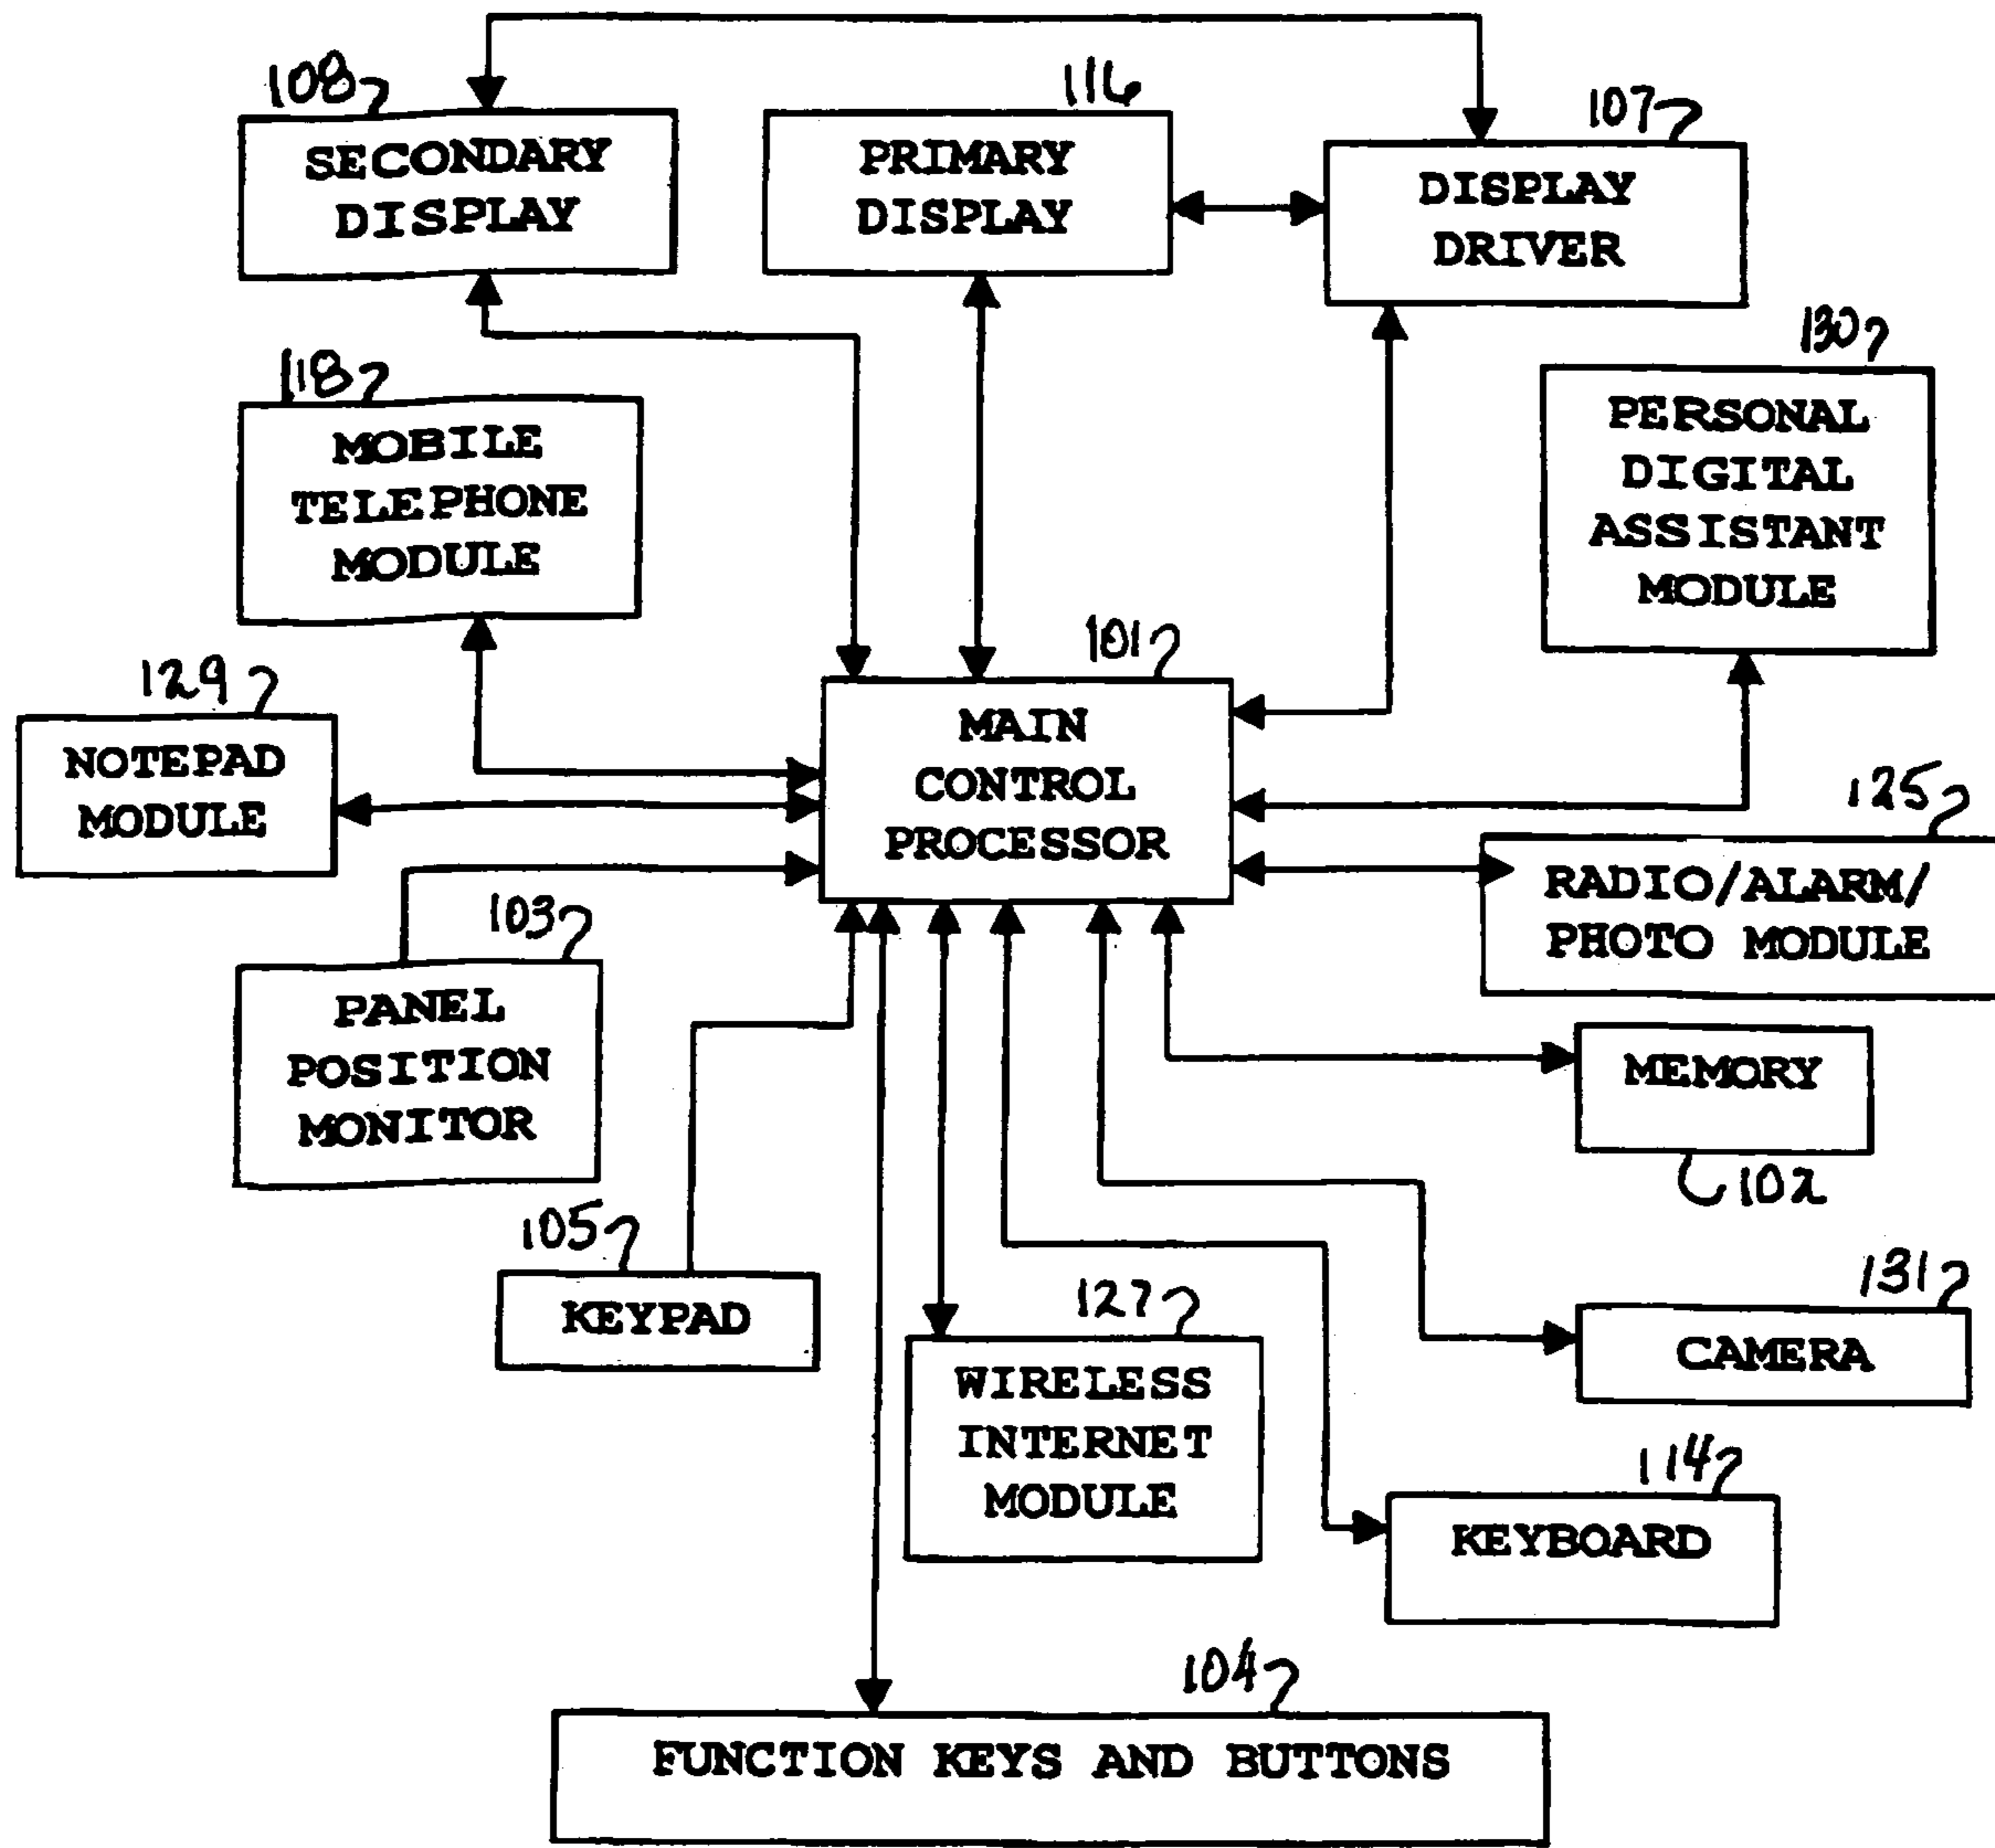 108
SECONDARY
DISPLAY
116
PRIMARY
DISPLAY
107
DISPLAY
DRIVER
118
MOBILE
TELEPHONE
MODULE
130
PERSONAL
DIGITAL
ASSISTANT
MODULE
129
NOTEPAD
MODULE
101
MAIN
CONTROL
PROCESSOR
125
RADIO/ALARM/
PHOTO MODULE
103
PANEL
POSITION
MONITOR
MEMORY
102
105
KEYPAD
127
WIRELESS
INTERNET
MODULE
131
CAMERA
114
KEYBOARD
104
FUNCTION KEYS AND BUTTONS